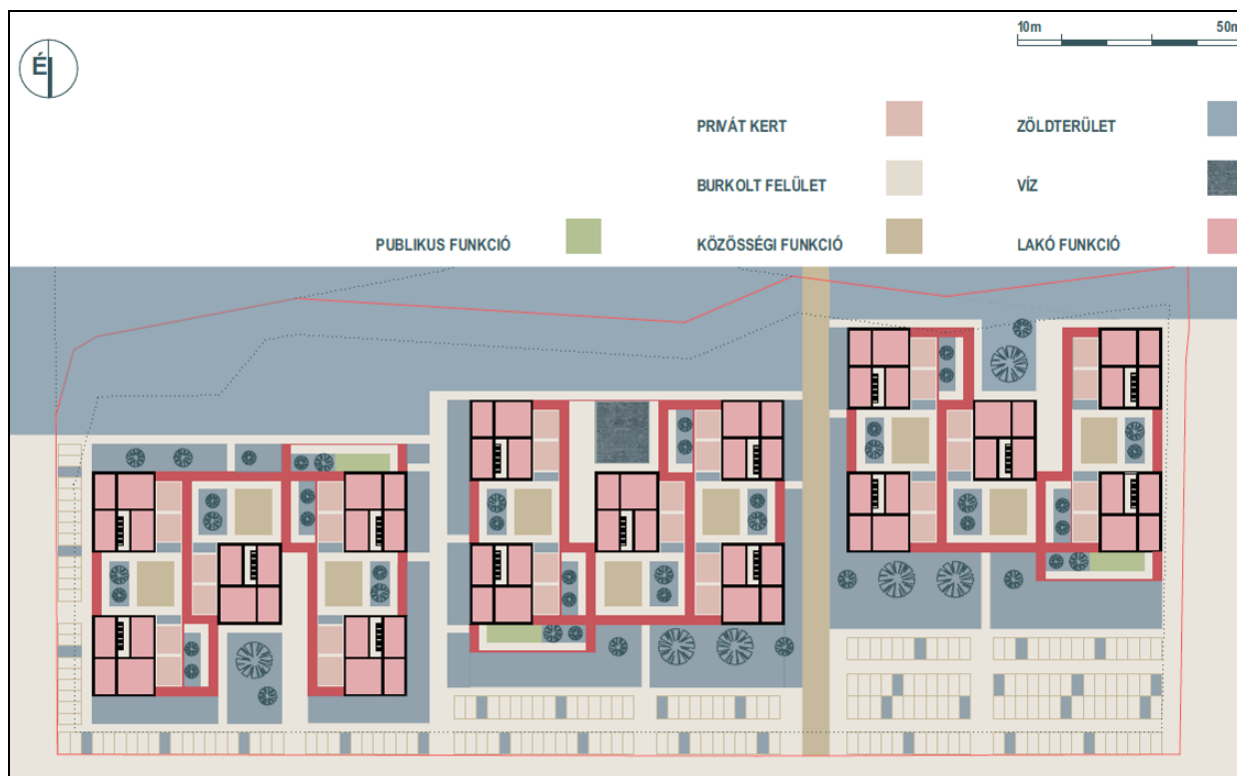 10m 50m
É
PRIVÁT KERT ZÖLDTERÜLET
BURKOLT FELÜLET VÍZ
PUBLIKUS FUNKCIÓ KÖZÖSSÉGI FUNKCIÓ LAKÓ FUNKCIÓ